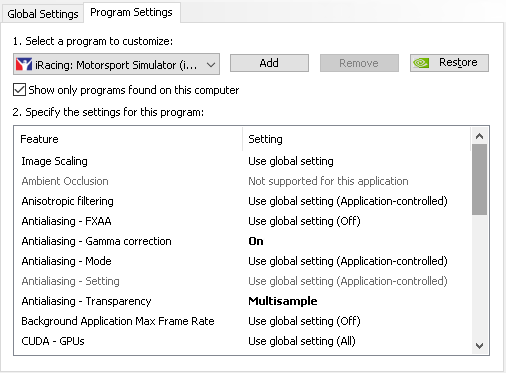 Global Settings Program Settings
1. Select a program to customize:
iRacing: Motorsport Simulator (i... Add Remove Restore
Show only programs found on this computer
2. Specify the settings for this program:
Feature Setting
Image Scaling Use global setting
Ambient Occlusion Not supported for this application
Anisotropic filtering Use global setting (Application-controlled)
Antialiasing - FXAA Use global setting (Off)
Antialiasing - Gamma correction On
Antialiasing - Mode Use global setting (Application-controlled)
Antialiasing - Setting Use global setting (Application-controlled)
Antialiasing - Transparency Multisample
Background Application Max Frame Rate Use global setting (Off)
CUDA - GPUs Use global setting (All)